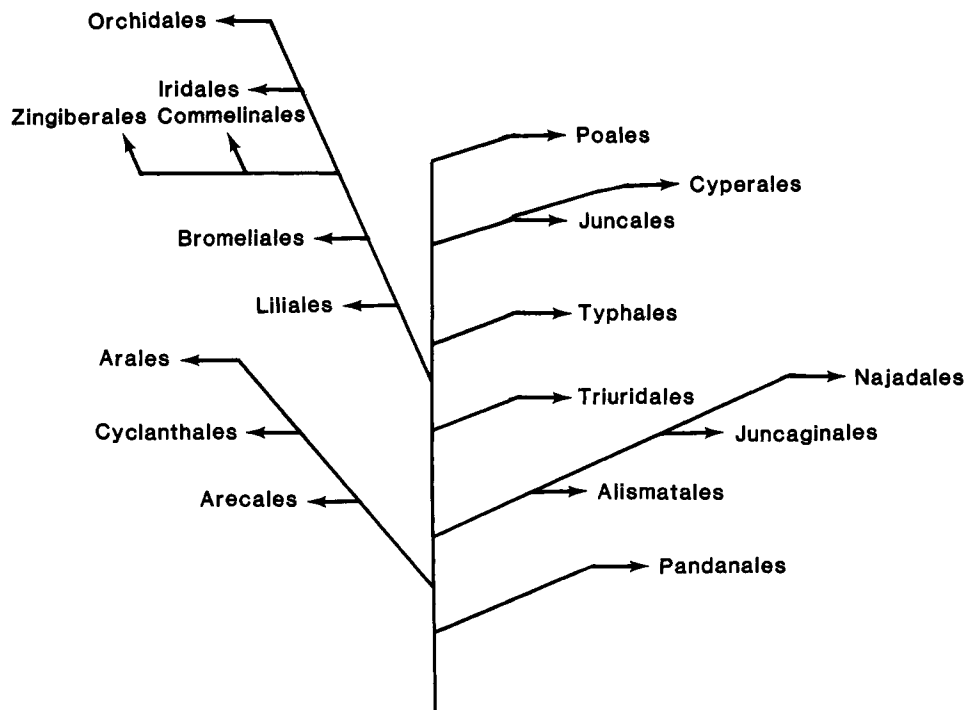 Orchidales
Iridales
Zingiberales Commelinales
Poales
Cyperales
Juncales
Bromeliales
Liliales
Typhales
Arales
Najadales
Triuridales
Cyclanthales
Juncaginales
Arecales
Alismatales
Pandanales